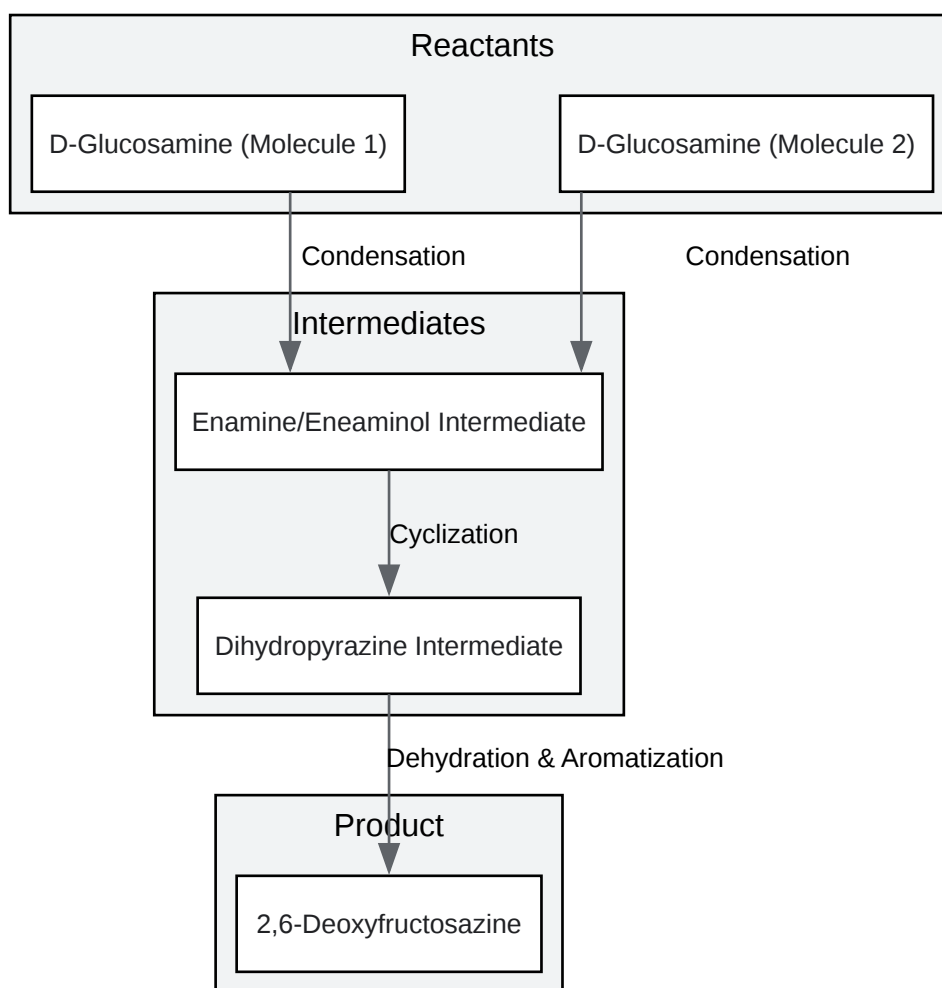 Reactants
D-Glucosamine (Molecule 1)
D-Glucosamine (Molecule 2)
Condensation
Condensation
Intermediates
Enamine/Eneaminol Intermediate
Cyclization
Dihydropyrazine Intermediate
Dehydration & Aromatization
Product
2,6-Deoxyfructosazine